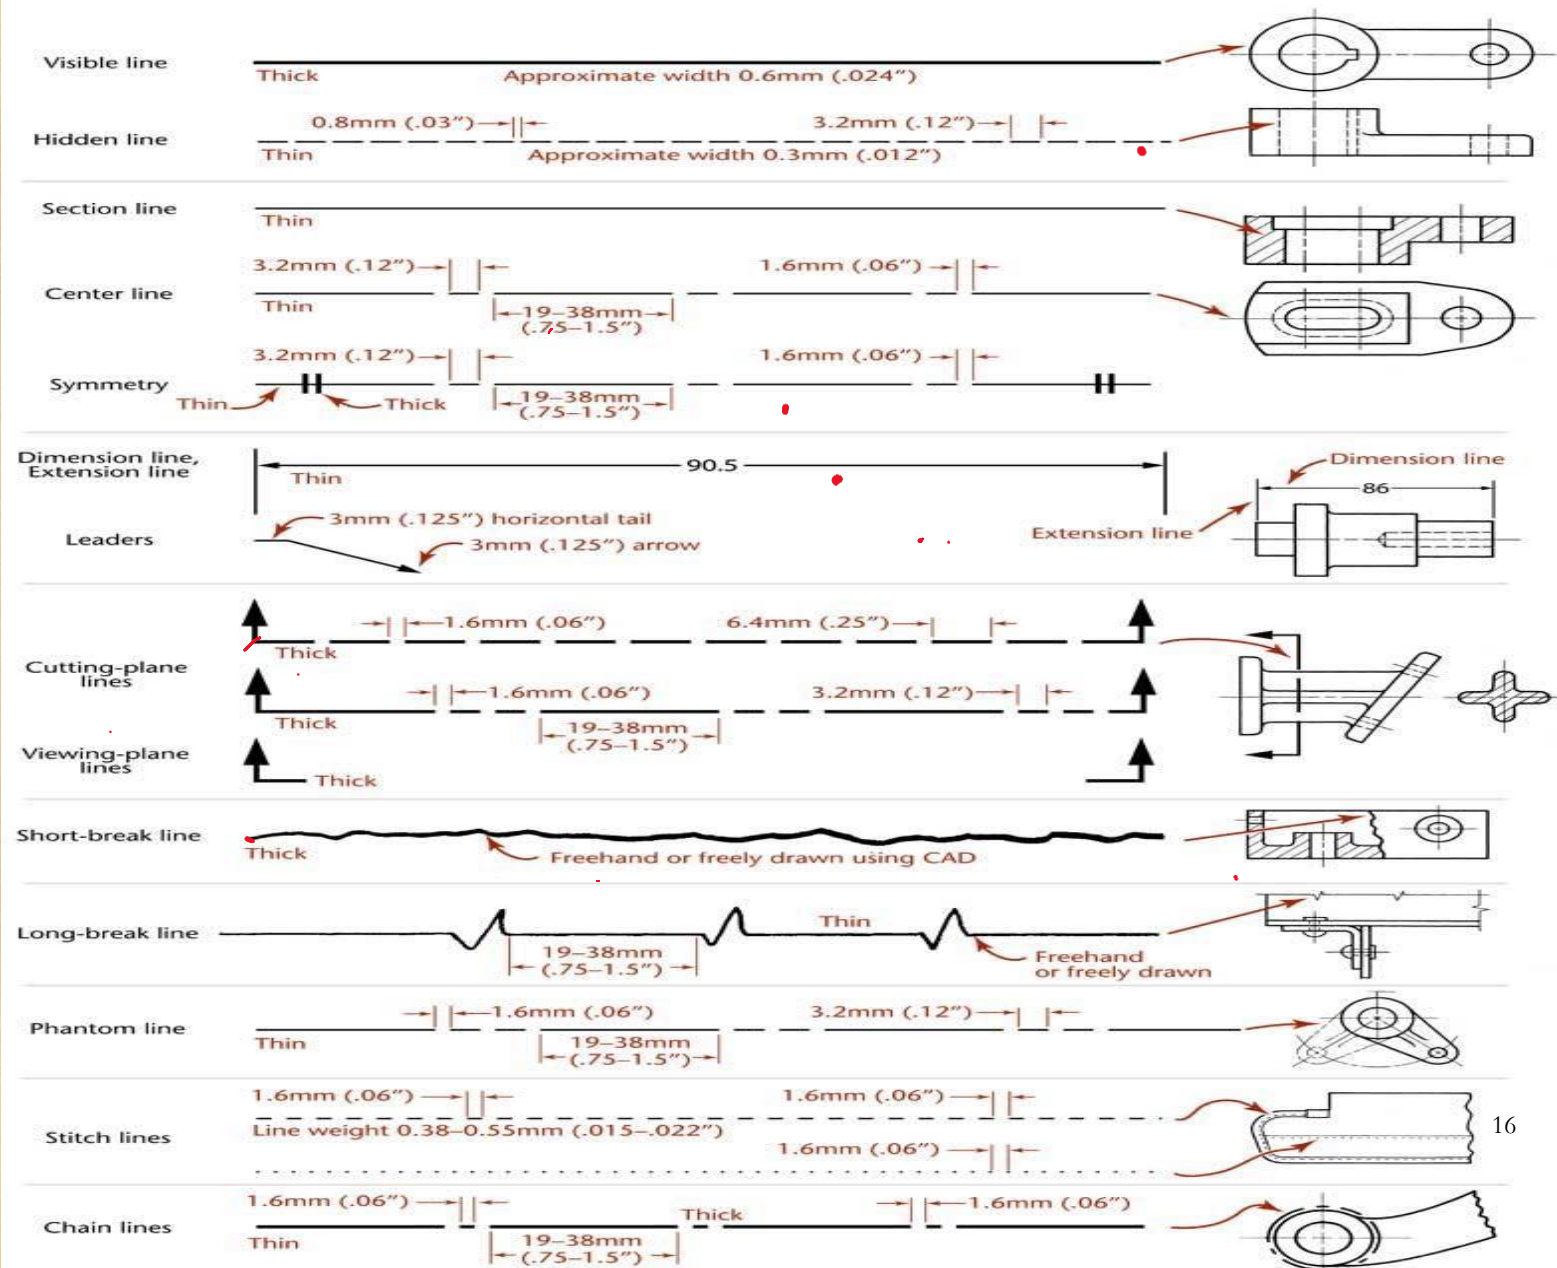 Visible line
Thick
Approximate width 0.6mm (.024″)
0.8mm (.03″)
3.2mm (.12″)
Hidden line
Thin
Approximate width 0.3mm (.012″)
Section line
Thin
3.2mm (.12″)
1.6mm (.06″)
Center line
Thin
19–38mm
(.75–1.5″)
3.2mm (.12″)
1.6mm (.06″)
Symmetry
Thin
Thick
19–38mm
(.75–1.5″)
Dimension line,
Extension line
90.5
Thin
Dimension line
86
Extension line
Leaders
3mm (.125″) horizontal tail
3mm (.125″) arrow
1.6mm (.06″)
6.4mm (.25″)
Thick
Cutting-plane
lines
1.6mm (.06″)
3.2mm (.12″)
Thick
19–38mm
(.75–1.5″)
Viewing-plane
lines
Thick
Short-break line
Thick
Freehand or freely drawn using CAD
Long-break line
Thin
19–38mm
(.75–1.5″)
Freehand
or freely drawn
1.6mm (.06″)
3.2mm (.12″)
Phantom line
Thin
19–38mm
(.75–1.5″)
1.6mm (.06″)
1.6mm (.06″)
Stitch lines
Line weight 0.38–0.55mm (.015–.022″)
1.6mm (.06″)
16
1.6mm (.06″)
1.6mm (.06″)
Chain lines
Thick
Thin
19–38mm
(.75–1.5″)